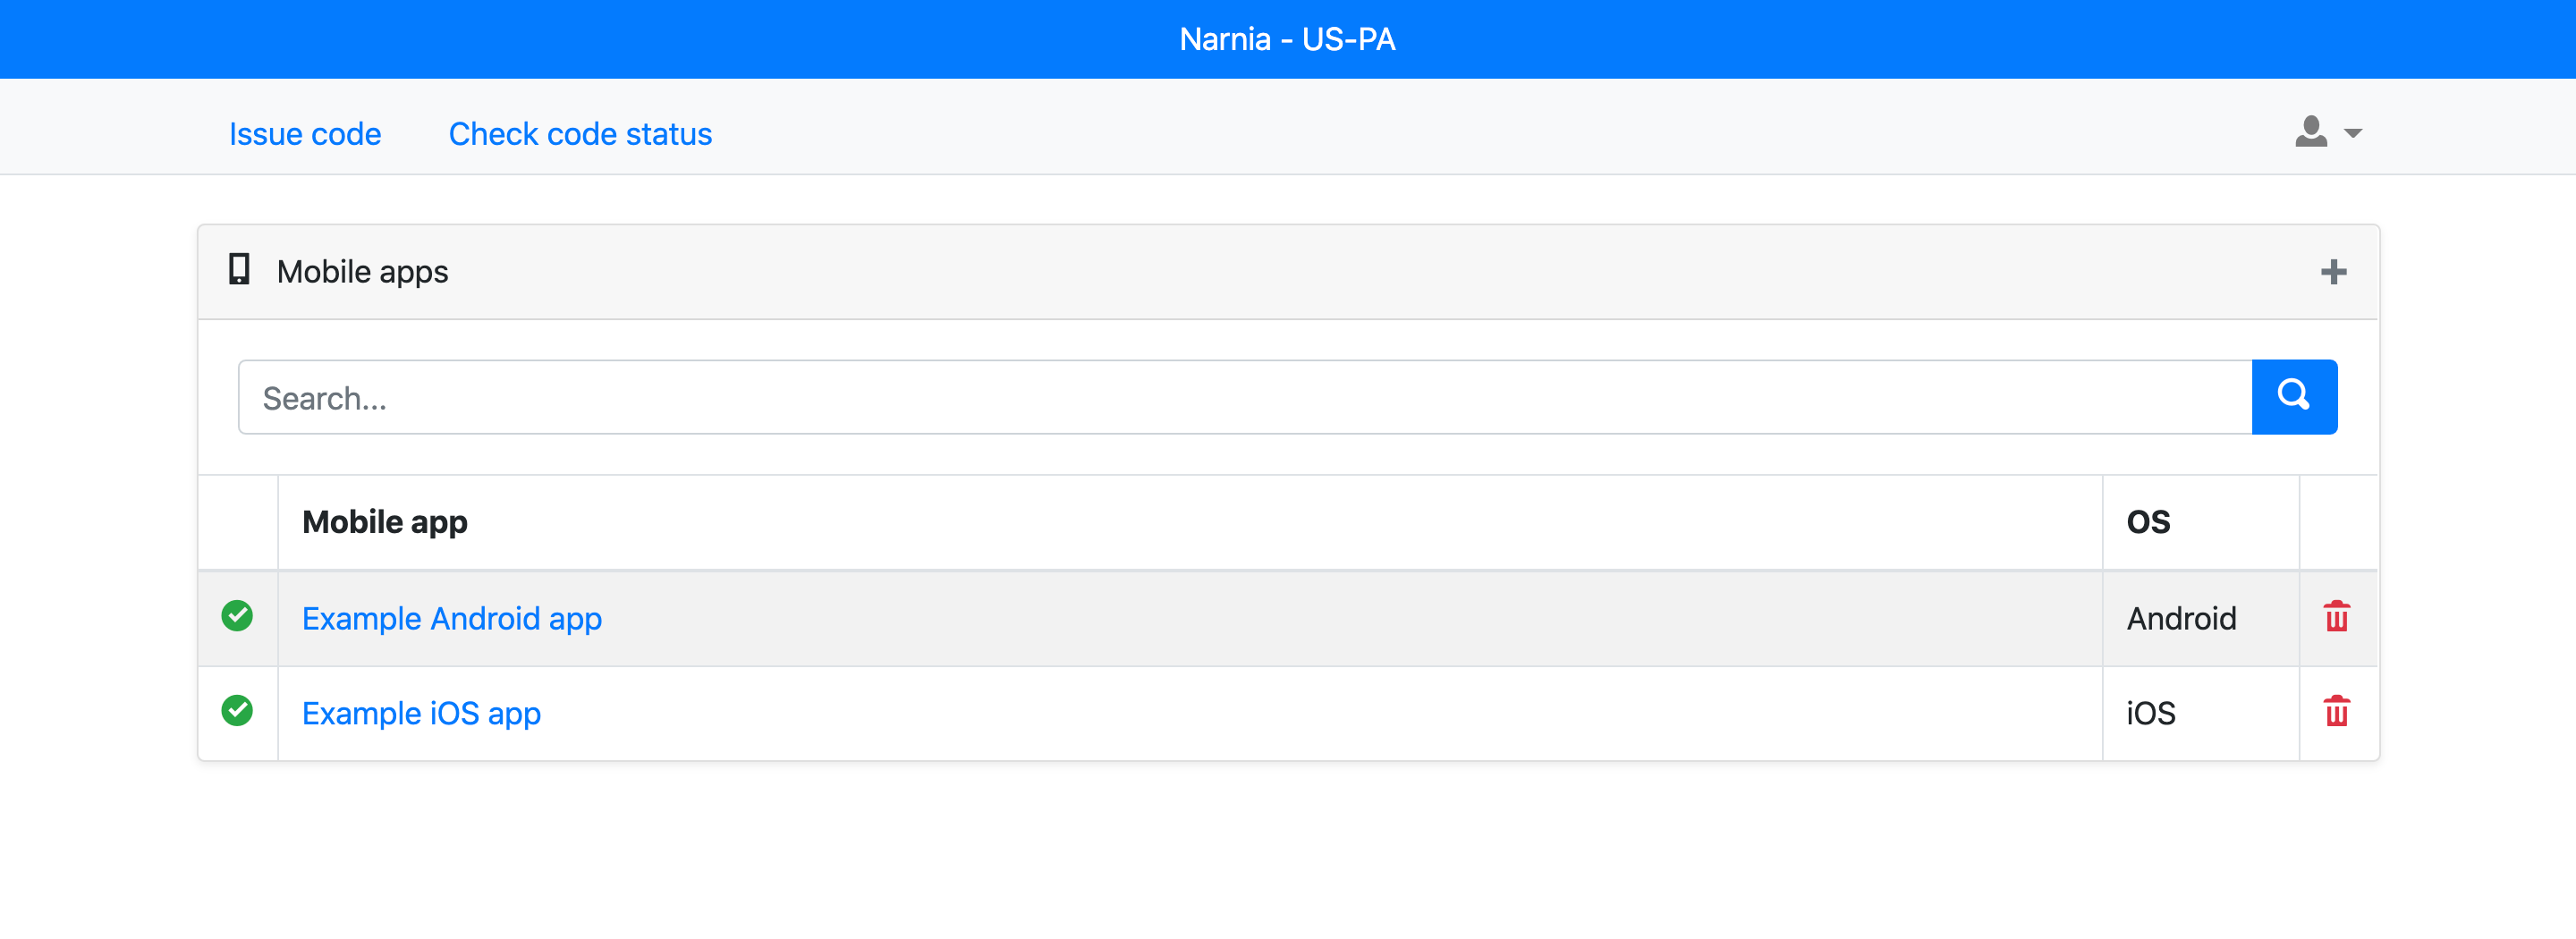 Narnia - US-PA
Issue code Check code status
Mobile apps
Search...
Mobile app OS
Example Android app Android
Example iOS app iOS